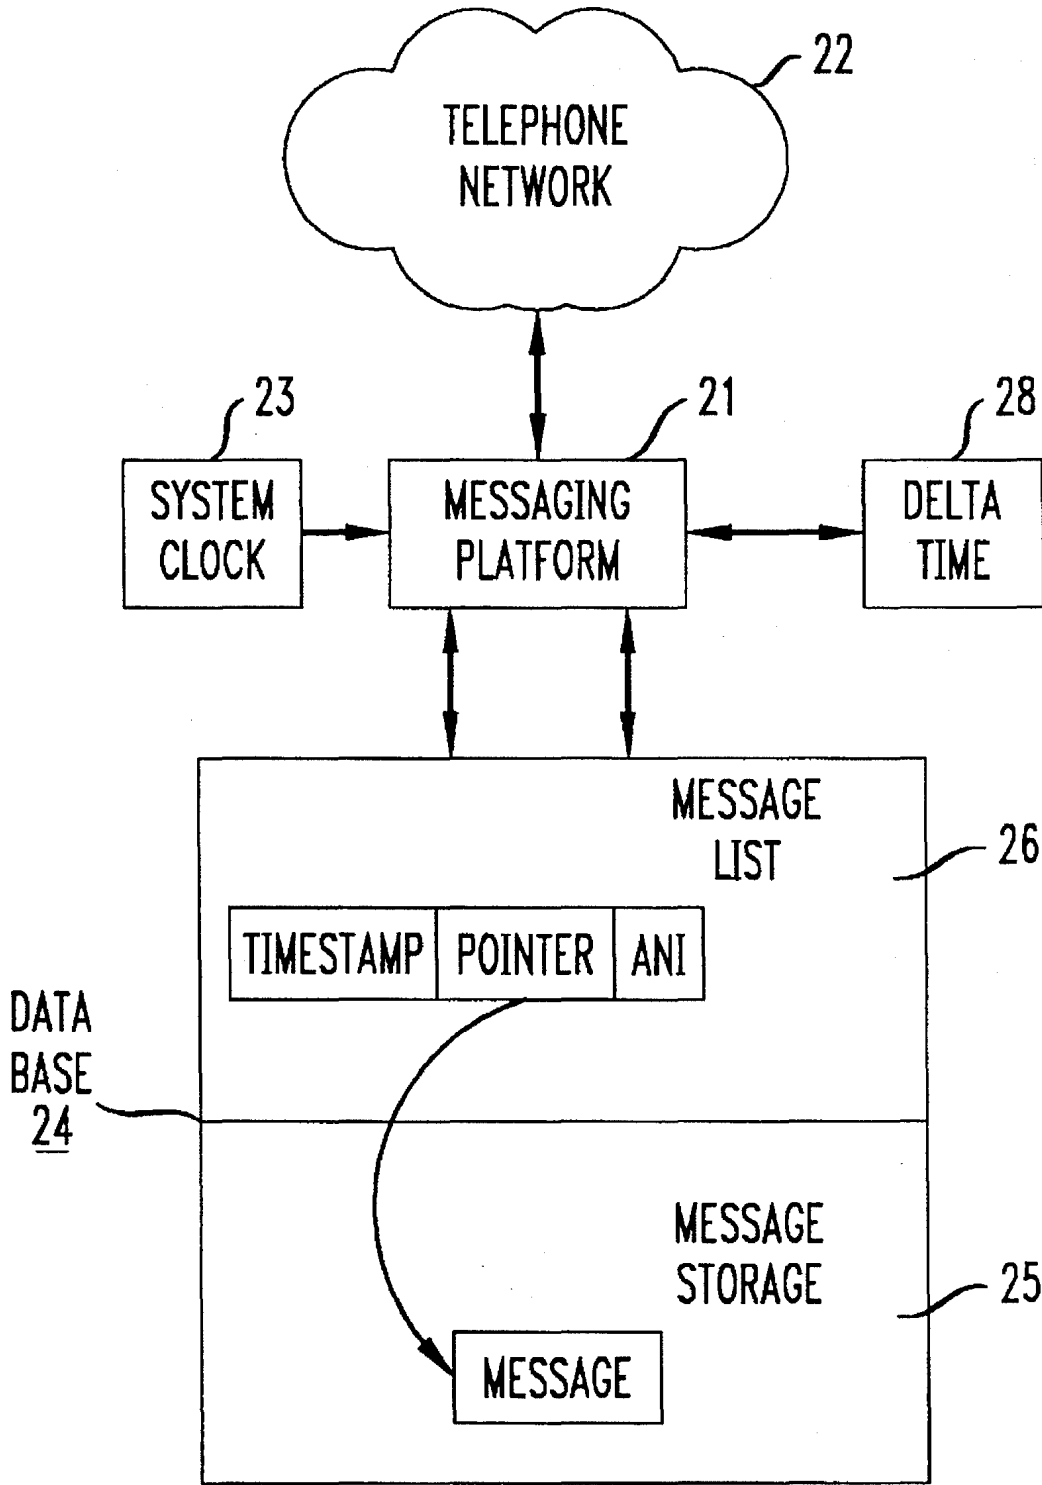 22
TELEPHONE
NETWORK
23
21
28
SYSTEM
CLOCK
MESSAGING
PLATFORM
DELTA
TIME
MESSAGE
LIST
26
TIMESTAMP POINTER ANI
DATA
BASE
24
MESSAGE
STORAGE
25
MESSAGE